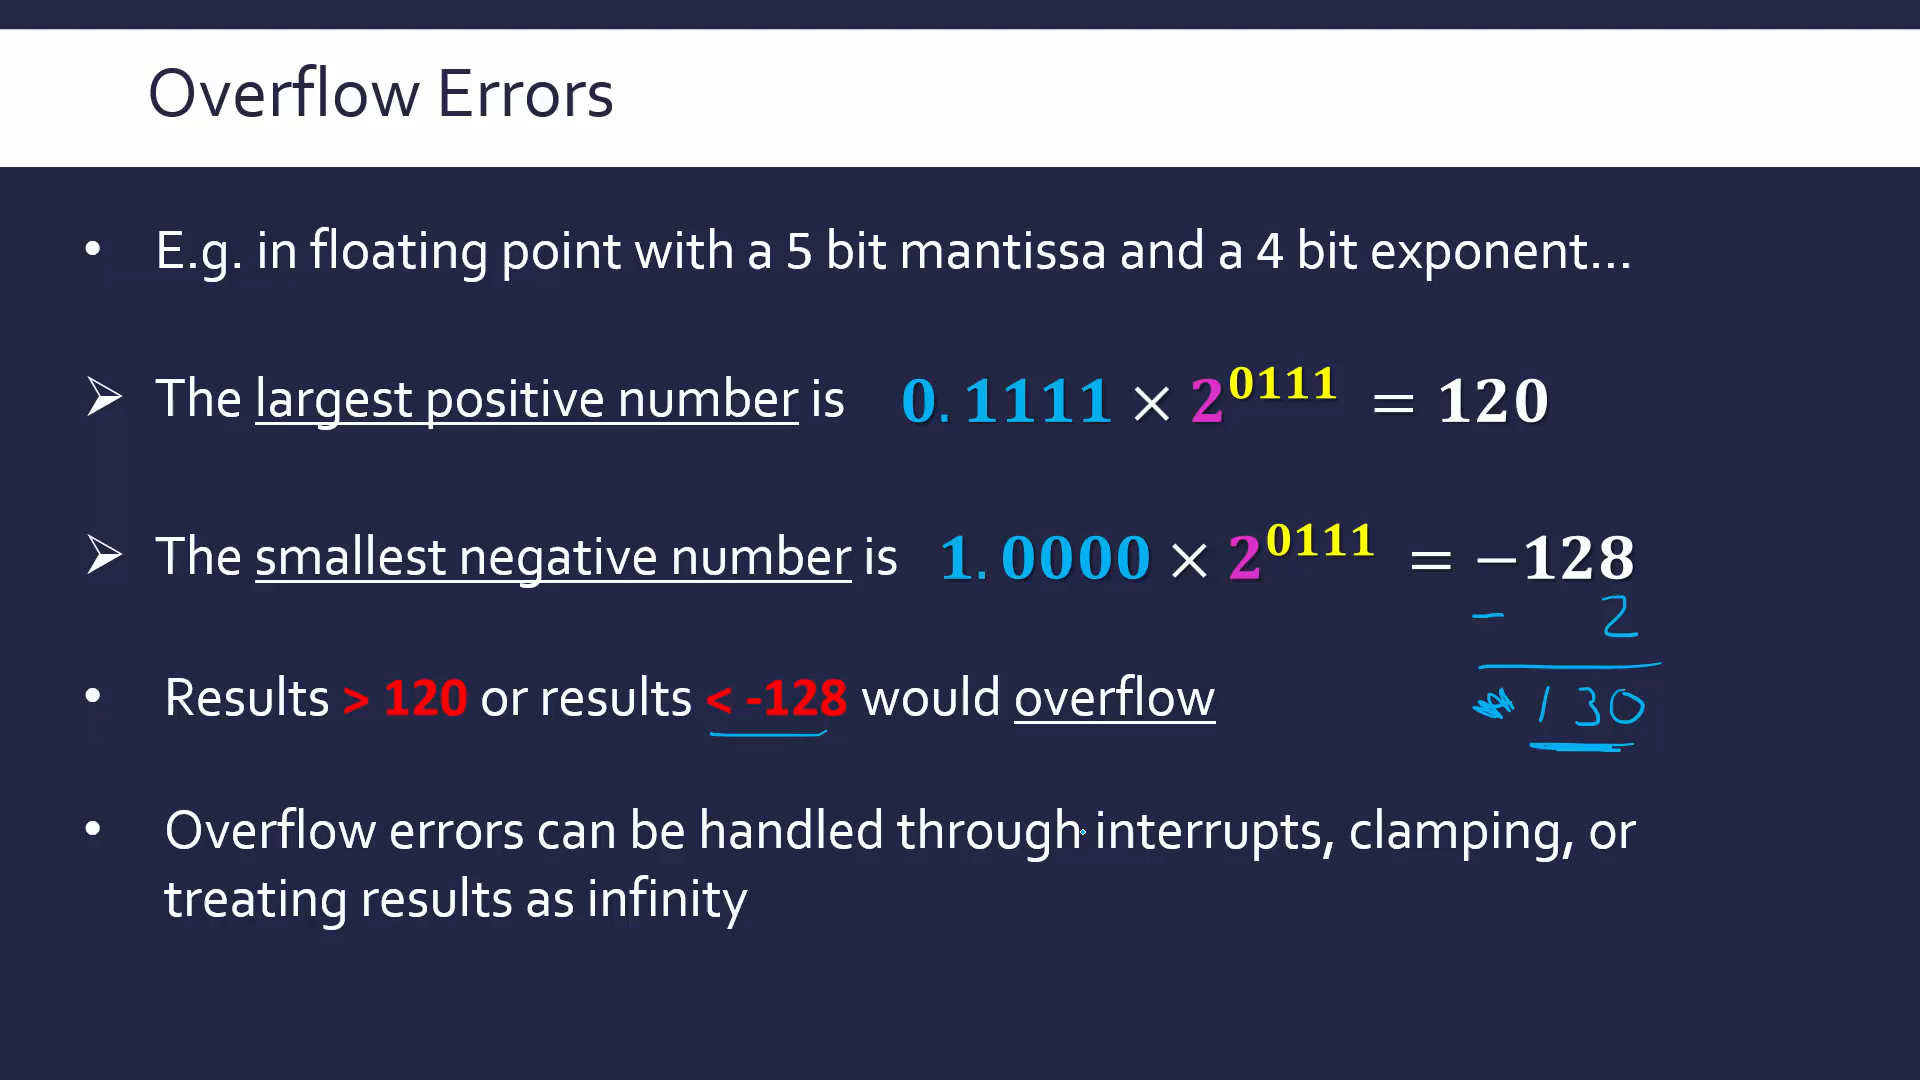 Overflow Errors
• E.g. in floating point with a 5 bit mantissa and a 4 bit exponent...
➢ The largest positive number is 0.1111 × 2^0111 = 120
➢ The smallest negative number is 1.0000 × 2^0111 = −128
− 2
• Results > 120 or results < -128 would overflow
130
• Overflow errors can be handled through interrupts, clamping, or
treating results as infinity